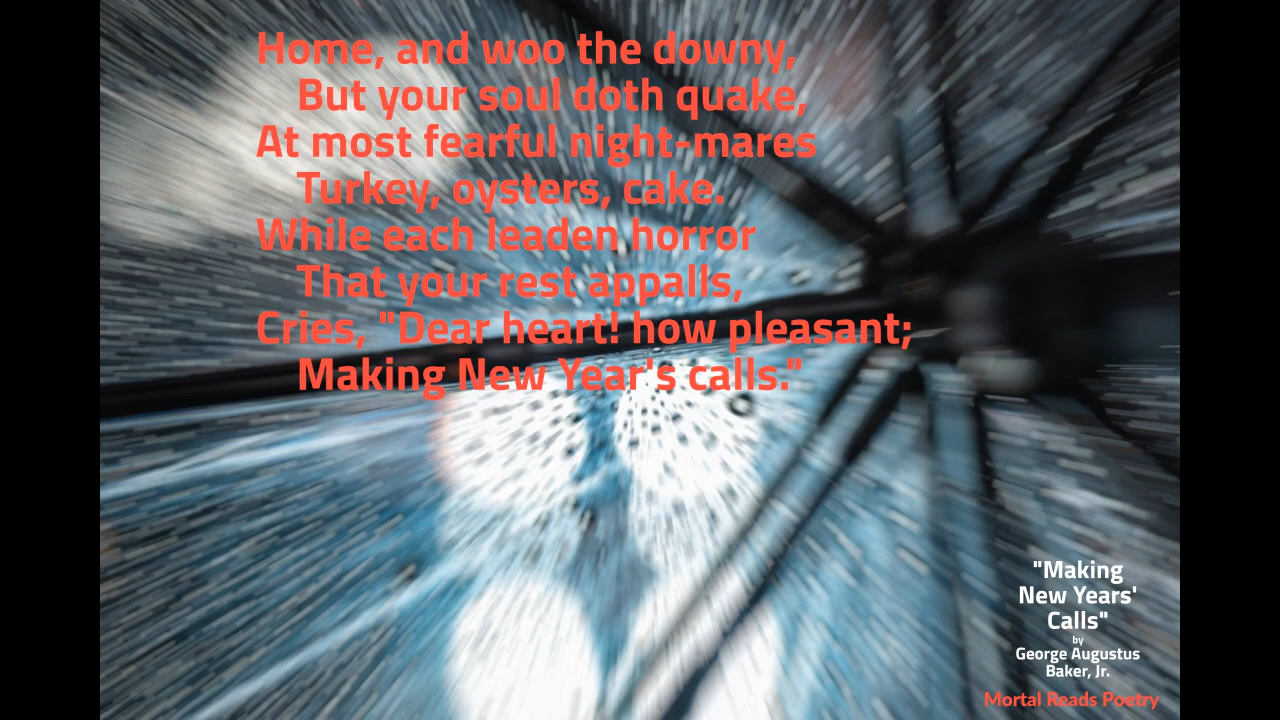 Home, and woo the downy,
But your soul doth quake,
At most fearful night-mares
Turkey, oysters, cake.
While each leaden horror
That your rest appalls,
Cries, "Dear heart! how pleasant;
Making New Year's calls."
"Making
New Years'
Calls"
by
George Augustus
Baker, Jr.
Mortal Reads Poetry